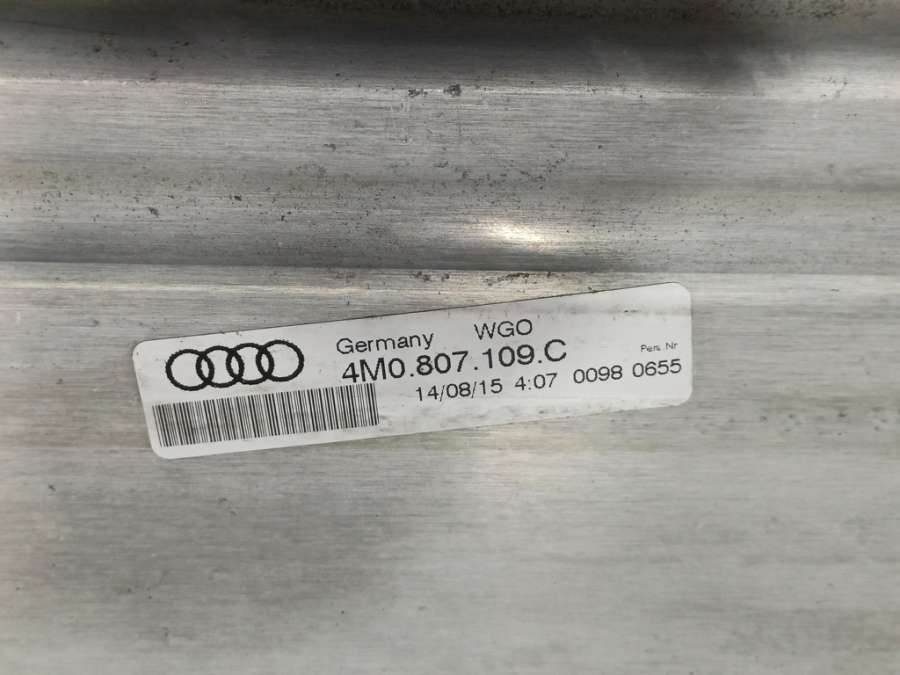 Germany WGO
4M0.807.109.C
Pers. Nr
14/08/15 4:07 0098 0655